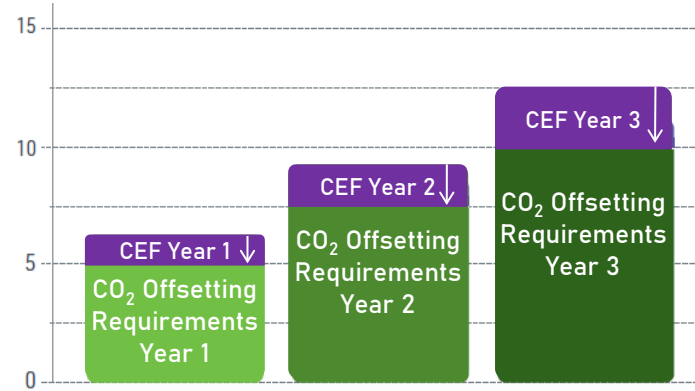 15
10
5
0
CEF Year 1
CO₂ Offsetting
Requirements
Year 1
CEF Year 2
CO₂ Offsetting
Requirements
Year 2
CEF Year 3
CO₂ Offsetting
Requirements
Year 3